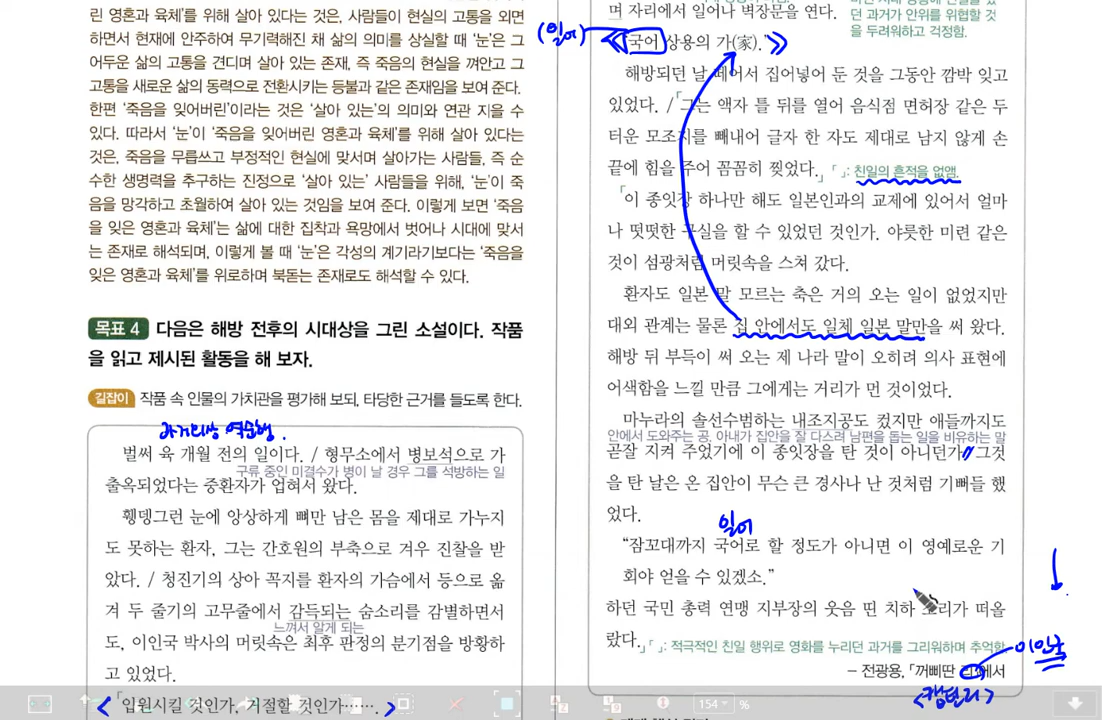 린 영혼과 육체'를 위해 살아 있다는 것은, 사람들이 현실의 고통을 외면
하면서 현재에 안주하여 무기력해진 채 삶의 의미를 상실할 때 '눈'은 그
어두운 삶의 고통을 견디며 살아 있는 존재, 즉 죽음의 현실을 껴안고 그
고통을 새로운 삶의 동력으로 전환시키는 등불과 같은 존재임을 보여 준다.
한편 '죽음을 잊어버린'이라는 것은 '살아 있는'의 의미와 연관 지을 수
있다. 따라서 '눈'이 '죽음을 잊어버린 영혼과 육체'를 위해 살아 있다는
것은, 죽음을 무릅쓰고 부정적인 현실에 맞서며 살아가는 사람들, 즉 순
수한 생명력을 추구하는 진정으로 '살아 있는' 사람들을 위해, '눈'이 죽
음을 망각하고 초월하여 살아 있는 것임을 보여 준다. 이렇게 보면 '죽음
을 잊은 영혼과 육체'는 삶에 대한 집착과 욕망에서 벗어나 시대에 맞서
는 존재로 해석되며, 이렇게 볼 때 '눈'은 각성의 계기라기보다는 '죽음을
잊은 영혼과 육체'를 위로하며 북돋는 존재로도 해석할 수 있다.
목표 4 다음은 해방 전후의 시대상을 그린 소설이다. 작품
을 읽고 제시된 활동을 해 보자.
길잡이 작품 속 인물의 가치관을 평가해 보되, 타당한 근거를 들도록 한다.
과거회상 역순행.
벌써 육 개월 전의 일이다. / 형무소에서 병보석으로 가
구류 중인 미결수가 병이 날 경우 그를 석방하는 일
출옥되었다는 중환자가 업혀서 왔다.
휑뎅그런 눈에 앙상하게 뼈만 남은 몸을 제대로 가누지
도 못하는 환자, 그는 간호원의 부축으로 겨우 진찰을 받
았다. / 청진기의 상아 꼭지를 환자의 가슴에서 등으로 옮
겨 두 줄기의 고무줄에서 감득되는 숨소리를 감별하면서
느껴서 알게 되는
도, 이인국 박사의 머릿속은 최후 판정의 분기점을 방황하
고 있었다.
<「입원시킬 것인가, 거절할 것인가……. >
며 자리에서 일어나 벽장문을 연다.
던 과거가 안위를 위협할 것
을 두려워하고 걱정함.
(일어)
《"국어 상용의 가(家)."》
해방되던 날 떼어서 집어넣어 둔 것을 그동안 깜박 잊고
있었다. /「그는 액자 틀 뒤를 열어 음식점 면허장 같은 두
터운 모조지를 빼내어 글자 한 자도 제대로 남지 않게 손
끝에 힘을 주어 꼼꼼히 찢었다.」「 」: 친일의 흔적을 없앰.
「이 종잇장 하나만 해도 일본인과의 교제에 있어서 얼마
나 떳떳한 구실을 할 수 있었던 것인가. 야릇한 미련 같은
것이 섬광처럼 머릿속을 스쳐 갔다.
환자도 일본 말 모르는 축은 거의 오는 일이 없었지만
대외 관계는 물론 집 안에서도 일체 일본 말만을 써 왔다.
해방 뒤 부득이 써 오는 제 나라 말이 오히려 의사 표현에
어색함을 느낄 만큼 그에게는 거리가 먼 것이었다.
마누라의 솔선수범하는 내조지공도 컸지만 애들까지도
안에서 도와주는 공. 아내가 집안을 잘 다스려 남편을 돕는 일을 비유하는 말
곧잘 지켜 주었기에 이 종잇장을 탄 것이 아니던가. 그것
을 탄 날은 온 집안이 무슨 큰 경사나 난 것처럼 기뻐들 했
었다.
일어
"잠꼬대까지 국어로 할 정도가 아니면 이 영예로운 기
회야 얻을 수 있겠소."
하던 국민 총력 연맹 지부장의 웃음 띤 치하 소리가 떠올
랐다.」「 」: 적극적인 친일 행위로 영화를 누리던 과거를 그리워하며 추억함
이인국
– 전광용, 「꺼삐딴 리」에서
<캡틴 리>
154 %